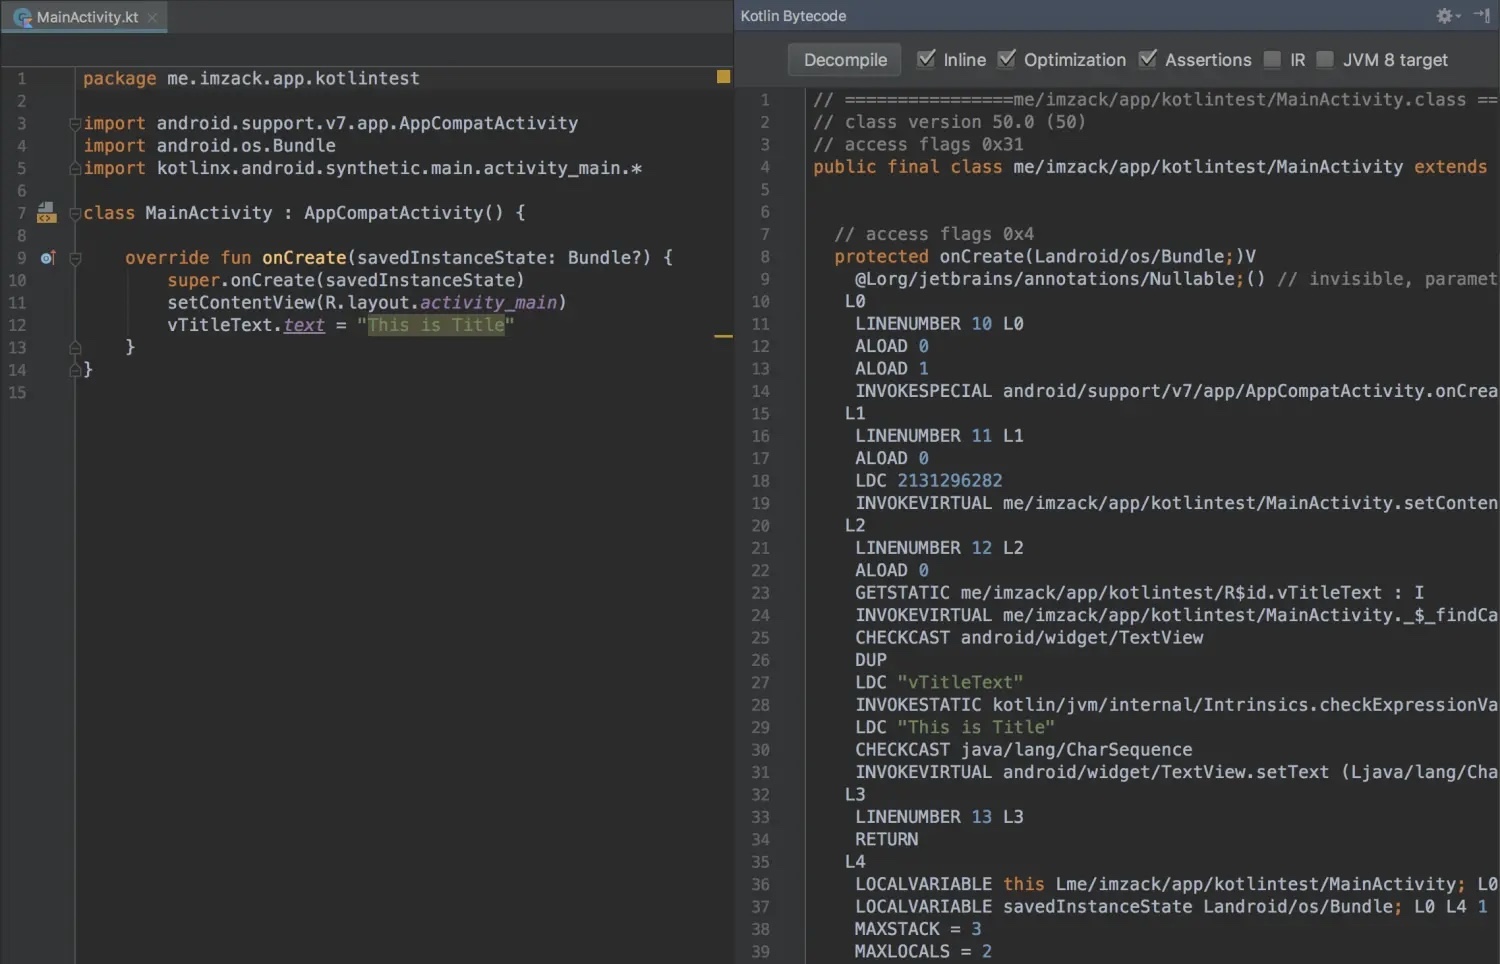 MainActivity.kt
1 package me.imzack.app.kotlintest
2
3 import android.support.v7.app.AppCompatActivity
4 import android.os.Bundle
5 import kotlinx.android.synthetic.main.activity_main.*
6
7 class MainActivity : AppCompatActivity() {
8
9 override fun onCreate(savedInstanceState: Bundle?) {
10 super.onCreate(savedInstanceState)
11 setContentView(R.layout.activity_main)
12 vTitleText.text = "This is Title"
13 }
14 }
15
Kotlin Bytecode
Decompile Inline Optimization Assertions IR JVM 8 target
1 // ================me/imzack/app/kotlintest/MainActivity.class ==
2 // class version 50.0 (50)
3 // access flags 0x31
4 public final class me/imzack/app/kotlintest/MainActivity extends
5
6
7 // access flags 0x4
8 protected onCreate(Landroid/os/Bundle;)V
9 @Lorg/jetbrains/annotations/Nullable;() // invisible, paramet
10 L0
11 LINENUMBER 10 L0
12 ALOAD 0
13 ALOAD 1
14 INVOKESPECIAL android/support/v7/app/AppCompatActivity.onCrea
15 L1
16 LINENUMBER 11 L1
17 ALOAD 0
18 LDC 2131296282
19 INVOKEVIRTUAL me/imzack/app/kotlintest/MainActivity.setConten
20 L2
21 LINENUMBER 12 L2
22 ALOAD 0
23 GETSTATIC me/imzack/app/kotlintest/R$id.vTitleText : I
24 INVOKEVIRTUAL me/imzack/app/kotlintest/MainActivity._$_findCa
25 CHECKCAST android/widget/TextView
26 DUP
27 LDC "vTitleText"
28 INVOKESTATIC kotlin/jvm/internal/Intrinsics.checkExpressionVa
29 LDC "This is Title"
30 CHECKCAST java/lang/CharSequence
31 INVOKEVIRTUAL android/widget/TextView.setText (Ljava/lang/Cha
32 L3
33 LINENUMBER 13 L3
34 RETURN
35 L4
36 LOCALVARIABLE this Lme/imzack/app/kotlintest/MainActivity; L0
37 LOCALVARIABLE savedInstanceState Landroid/os/Bundle; L0 L4 1
38 MAXSTACK = 3
39 MAXLOCALS = 2